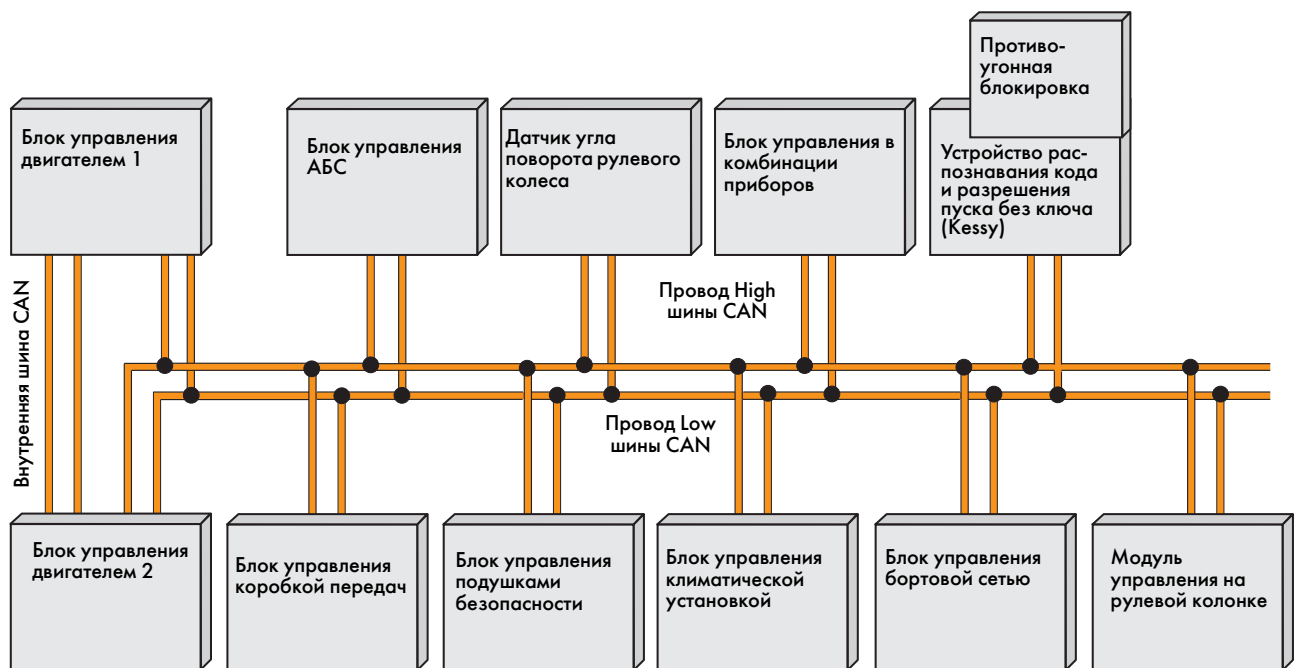 Противо-
угонная
блокировка
Блок управления
двигателем 1
Блок управления
АБС
Датчик угла
поворота рулевого
колеса
Блок управления в
комбинации
приборов
Устройство рас-
познавания кода
и разрешения
пуска без ключа
(Kessy)
Внутренняя шина CAN
Провод High
шины CAN
Провод Low
шины CAN
Блок управления
двигателем 2
Блок управления
коробкой передач
Блок управления
подушками
безопасности
Блок управления
климатической
установкой
Блок управления
бортовой сетью
Модуль
управления на
рулевой колонке